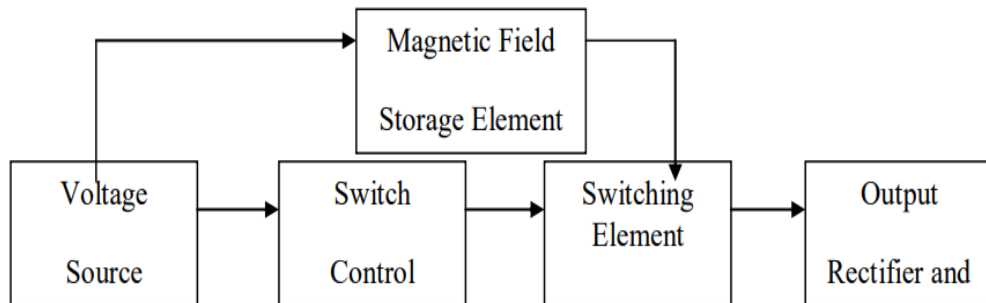 Magnetic Field
Storage Element
Voltage
Source
Switch
Control
Switching
Element
Output
Rectifier and